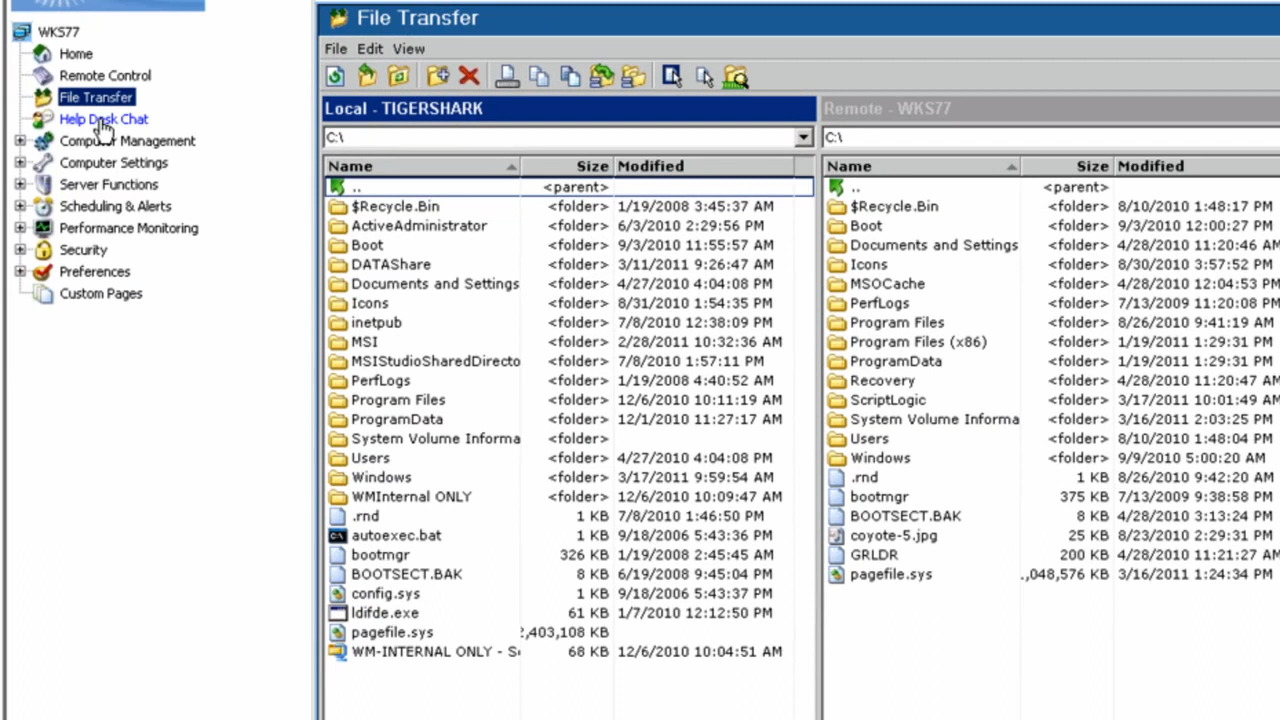 WKS77
Home
Remote Control
File Transfer
Help Desk Chat
Computer Management
Computer Settings
Server Functions
Scheduling & Alerts
Performance Monitoring
Security
Preferences
Custom Pages
File Transfer
File Edit View
Local - TIGERSHARK
C:\
Name Size Modified
.. <parent>
$Recycle.Bin <folder> 1/19/2008 3:45:37 AM
ActiveAdministrator <folder> 6/3/2010 2:29:56 PM
Boot <folder> 9/3/2010 11:55:57 AM
DATAShare <folder> 3/11/2011 9:26:47 AM
Documents and Settings <folder> 4/27/2010 4:04:08 PM
Icons <folder> 8/31/2010 1:54:35 PM
inetpub <folder> 7/8/2010 12:38:09 PM
MSI <folder> 2/28/2011 10:32:36 AM
MSIStudioSharedDirecto <folder> 7/8/2010 1:57:11 PM
PerfLogs <folder> 1/19/2008 4:40:52 AM
Program Files <folder> 12/6/2010 10:11:19 AM
ProgramData <folder> 12/1/2010 11:27:17 AM
System Volume Informa <folder>
Users <folder> 4/27/2010 4:04:08 PM
Windows <folder> 3/17/2011 9:59:54 AM
WMInternal ONLY <folder> 12/6/2010 10:09:47 AM
.rnd 1 KB 7/8/2010 1:46:50 PM
autoexec.bat 1 KB 9/18/2006 5:43:36 PM
bootmgr 326 KB 1/19/2008 2:45:45 AM
BOOTSECT.BAK 8 KB 6/19/2008 9:45:04 PM
config.sys 1 KB 9/18/2006 5:43:37 PM
ldifde.exe 61 KB 1/7/2010 12:12:50 PM
pagefile.sys 2,403,108 KB
WM-INTERNAL ONLY - S 68 KB 12/6/2010 10:04:51 AM
Remote - WKS77
C:\
Name Size Modified
.. <parent>
$Recycle.Bin <folder> 8/10/2010 1:48:17 PM
Boot <folder> 9/3/2010 12:00:27 PM
Documents and Settings <folder> 4/28/2010 11:20:46 AM
Icons <folder> 8/30/2010 3:57:52 PM
MSOCache <folder> 4/28/2010 12:04:53 PM
PerfLogs <folder> 7/13/2009 11:20:08 PM
Program Files <folder> 8/26/2010 9:41:19 AM
Program Files (x86) <folder> 1/19/2011 1:29:31 PM
ProgramData <folder> 1/19/2011 1:29:31 PM
Recovery <folder> 4/28/2010 11:20:47 AM
ScriptLogic <folder> 3/17/2011 10:01:49 AM
System Volume Informa <folder> 3/16/2011 2:03:25 PM
Users <folder> 8/10/2010 1:48:04 PM
Windows <folder> 9/9/2010 5:00:20 AM
.rnd 1 KB 8/26/2010 9:42:20 AM
bootmgr 375 KB 7/13/2009 9:38:58 PM
BOOTSECT.BAK 8 KB 4/28/2010 3:13:24 PM
coyote-5.jpg 25 KB 8/23/2010 2:29:31 PM
GRLDR 200 KB 4/28/2010 11:21:27 AM
pagefile.sys ,048,576 KB 3/16/2011 1:24:34 PM